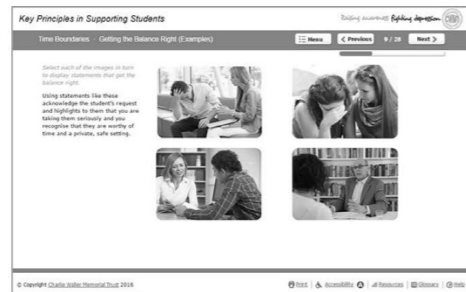 Key Principles in Supporting Students
Raising awareness Fighting depression
Time Boundaries - Getting the Balance Right (Examples)
Menu
Previous
9 / 28
Next
Select each of the images in turn
to display statements that get the
balance right.
Using statements like these
acknowledge the student's request
and highlights to them that you are
taking them seriously and you
recognise that they are worthy of
time and a private, safe setting.
© Copyright Charlie Waller Memorial Trust 2016
Print
Accessibility
Resources
Glossary
Help